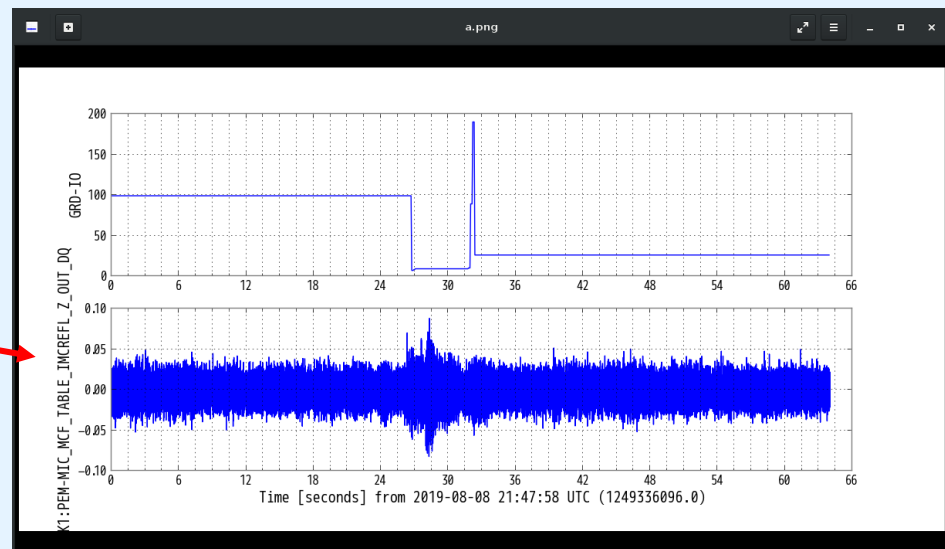 a.png
GRD-IO
200
150
100
50
0
0 6 12 18 24 30 36 42 48 54 60 66
K1:PEM-MIC_MCF_TABLE_IMCREFL_Z_OUT_DQ
0.10
0.05
0.00
-0.05
-0.10
0 6 12 18 24 30 36 42 48 54 60 66
Time [seconds] from 2019-08-08 21:47:58 UTC (1249336096.0)